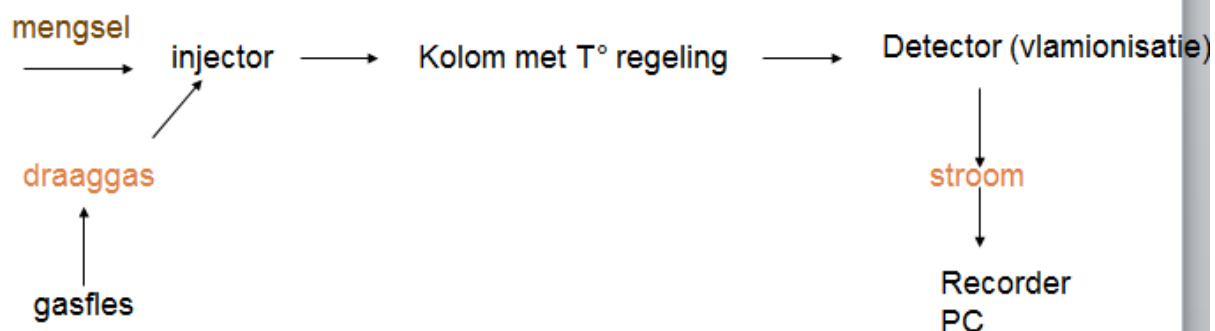 mengsel
injector
Kolom met T° regeling
Detector (vlamionisatie)
draaggas
stroom
gasfles
Recorder
PC